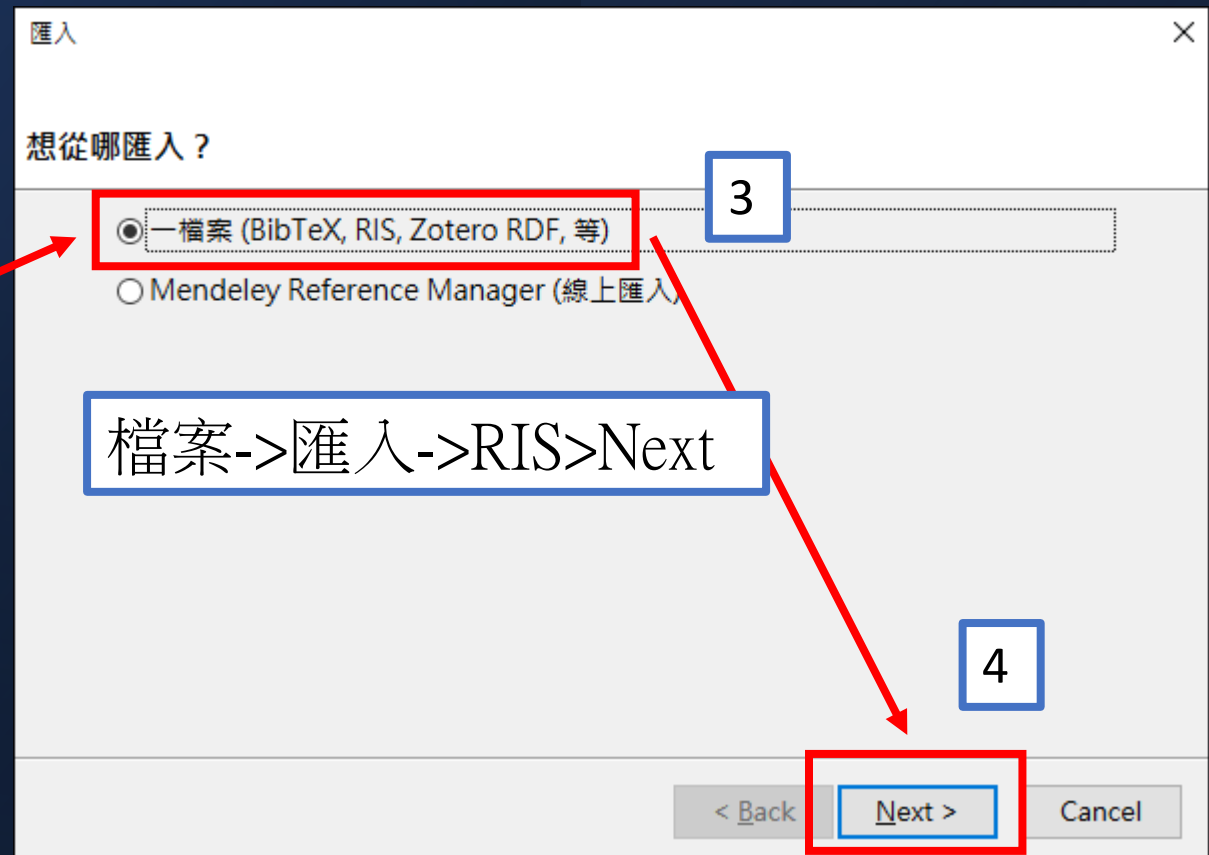 匯入
想從哪匯入？
3
一檔案 (BibTeX, RIS, Zotero RDF, 等)
Mendeley Reference Manager (線上匯入)
檔案->匯入->RIS>Next
4
< Back
Next >
Cancel